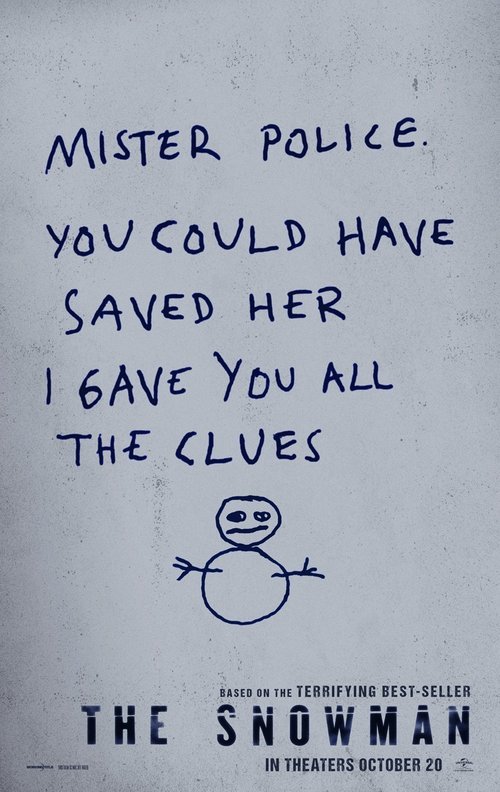 MISTER POLICE.
YOU COULD HAVE
SAVED HER
I GAVE YOU ALL
THE CLUES
BASED ON THE TERRIFYING BEST-SELLER
THE SNOWMAN
IN THEATERS OCTOBER 20